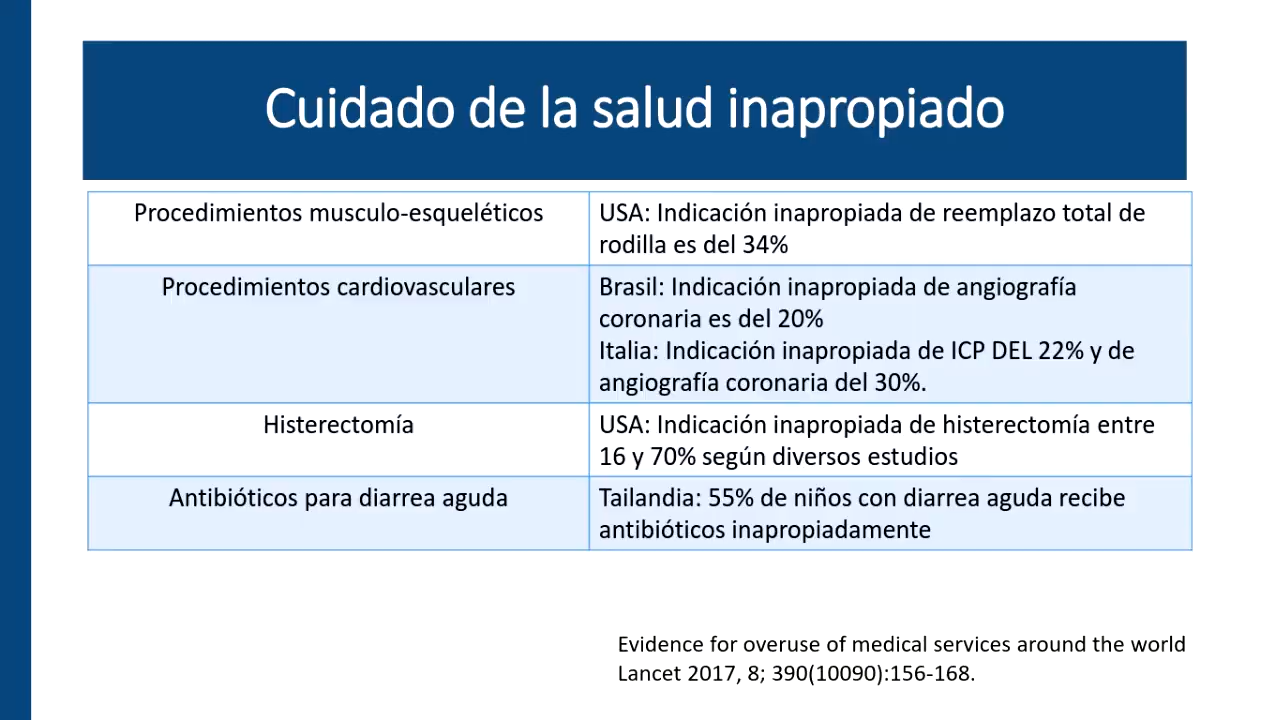 Cuidado de la salud inapropiado
Procedimientos musculo-esqueléticos
USA: Indicación inapropiada de reemplazo total de
rodilla es del 34%
Procedimientos cardiovasculares
Brasil: Indicación inapropiada de angiografía
coronaria es del 20%
Italia: Indicación inapropiada de ICP DEL 22% y de
angiografía coronaria del 30%.
Histerectomía
USA: Indicación inapropiada de histerectomía entre
16 y 70% según diversos estudios
Antibióticos para diarrea aguda
Tailandia: 55% de niños con diarrea aguda recibe
antibióticos inapropiadamente
Evidence for overuse of medical services around the world
Lancet 2017, 8; 390(10090):156-168.